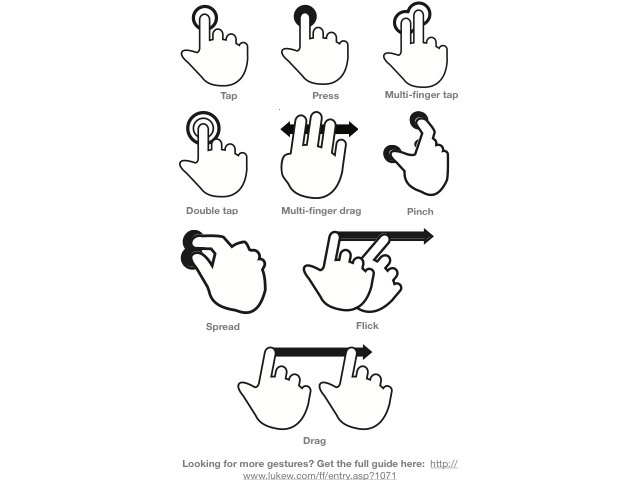 Tap
Press
Multi-finger tap
Double tap
Multi-finger drag
Pinch
Spread
Flick
Drag
Looking for more gestures? Get the full guide here: http://
www.lukew.com/ff/entry.asp?1071